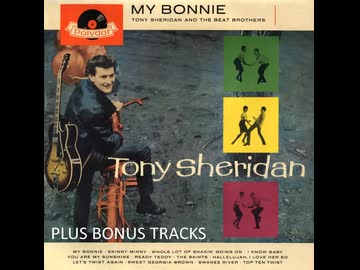 polydor
MY BONNIE
TONY SHERIDAN AND THE BEAT BROTHERS
Tony Sheridan
PLUS BONUS TRACKS
MY BONNIE · SKINNY MINNY · WHOLE LOT OF SHAKIN' GOING ON · I KNOW BABY
YOU ARE MY SUNSHINE · READY TEDDY · THE SAINTS · HALLELUJAH, I LOVE HER SO
LET'S TWIST AGAIN · SWEET GEORGIA BROWN · SWANEE RIVER · TOP TEN TWIST